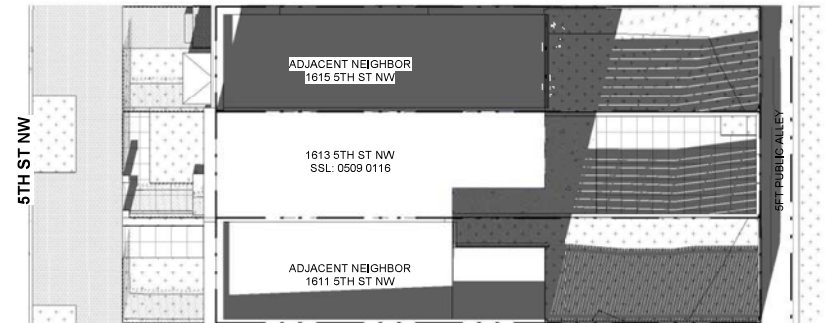 5TH ST NW
ADJACENT NEIGHBOR
1615 5TH ST NW
1613 5TH ST NW
SSL: 0509 0116
ADJACENT NEIGHBOR
1611 5TH ST NW
5FT PUBLIC ALLEY